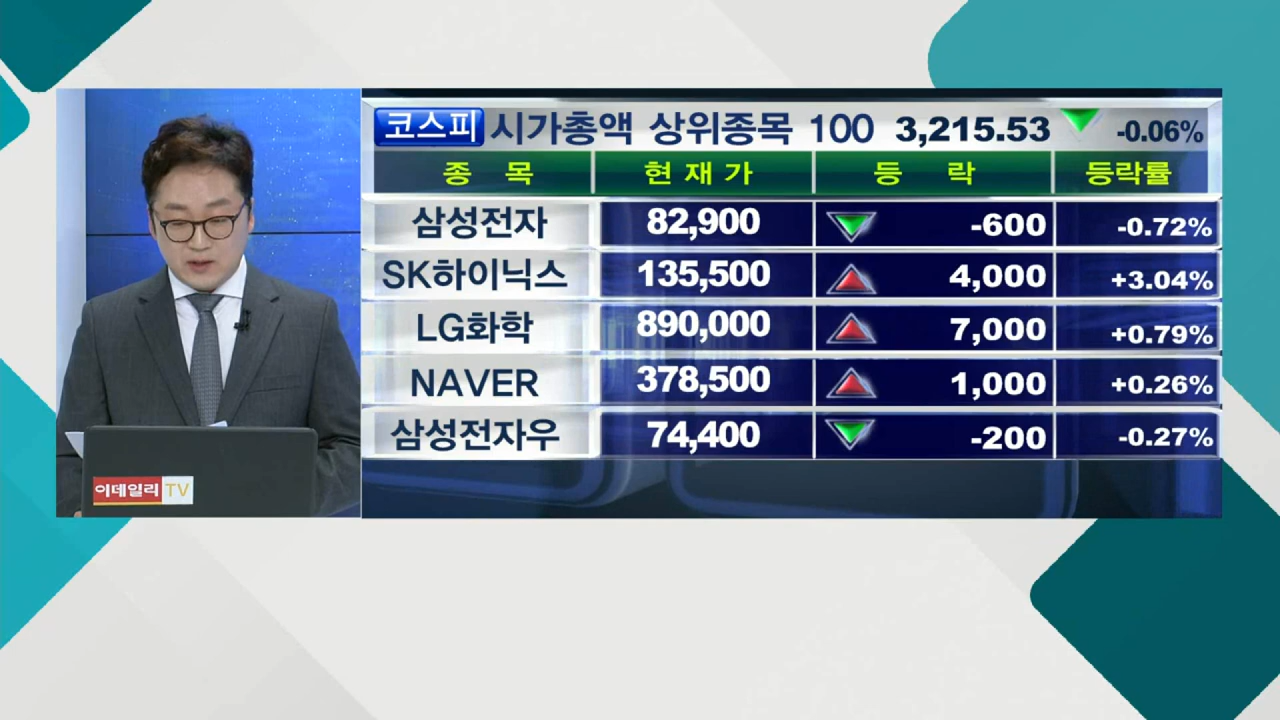 코스피 시가총액 상위종목 100 3,215.53 -0.06%
종 목 현 재 가 등 락 등락률
삼성전자 82,900 -600 -0.72%
SK하이닉스 135,500 4,000 +3.04%
LG화학 890,000 7,000 +0.79%
NAVER 378,500 1,000 +0.26%
삼성전자우 74,400 -200 -0.27%
이데일리 TV